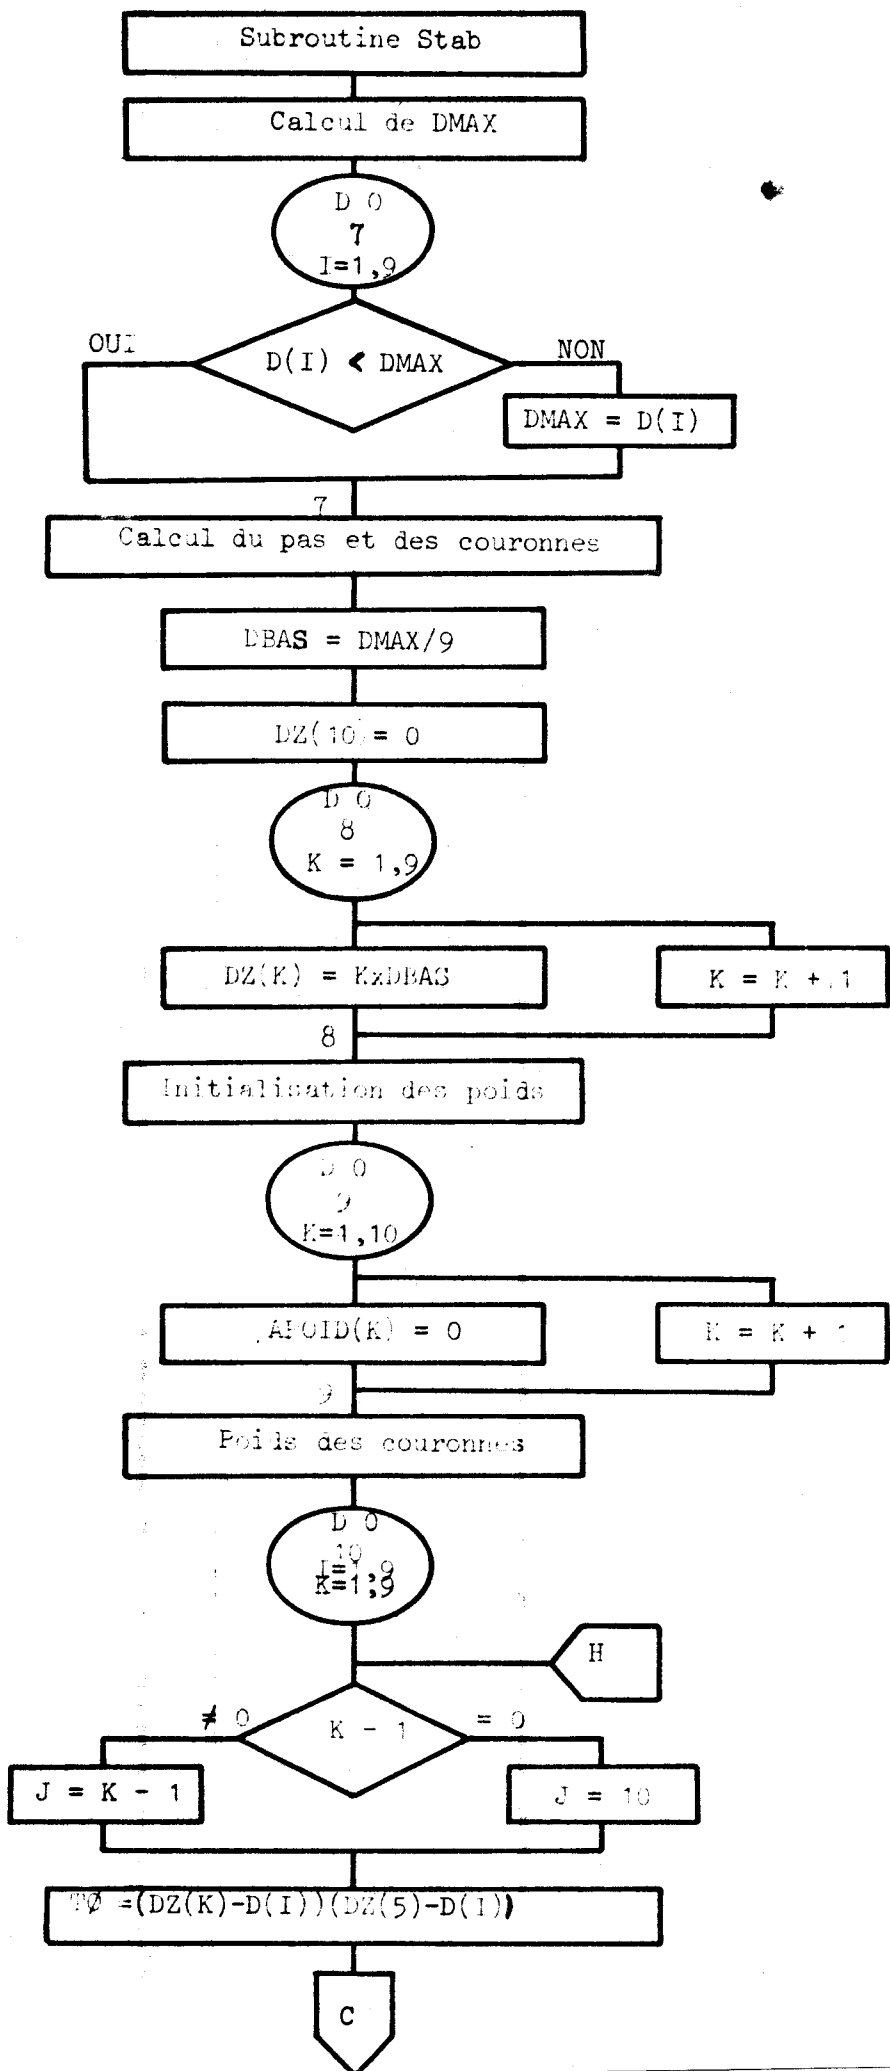 Subroutine Stab
Calcul de DMAX
D O
7
I=1,9
OUI
D(I) < DMAX
NON
DMAX = D(I)
7
Calcul du pas et des couronnes
DBAS = DMAX/9
DZ(10) = 0
D O
8
K = 1,9
DZ(K) = KxDBAS
K = K + 1
8
Initialisation des poids
D O
9
K=1,10
APOID(K) = 0
K = K + 1
9
Poids des couronnes
D O
10
I=1,9
K=1,9
H
≠ 0
K - 1
= 0
J = K - 1
J = 10
TØ =(DZ(K)-D(I))(DZ(5)-D(I))
C